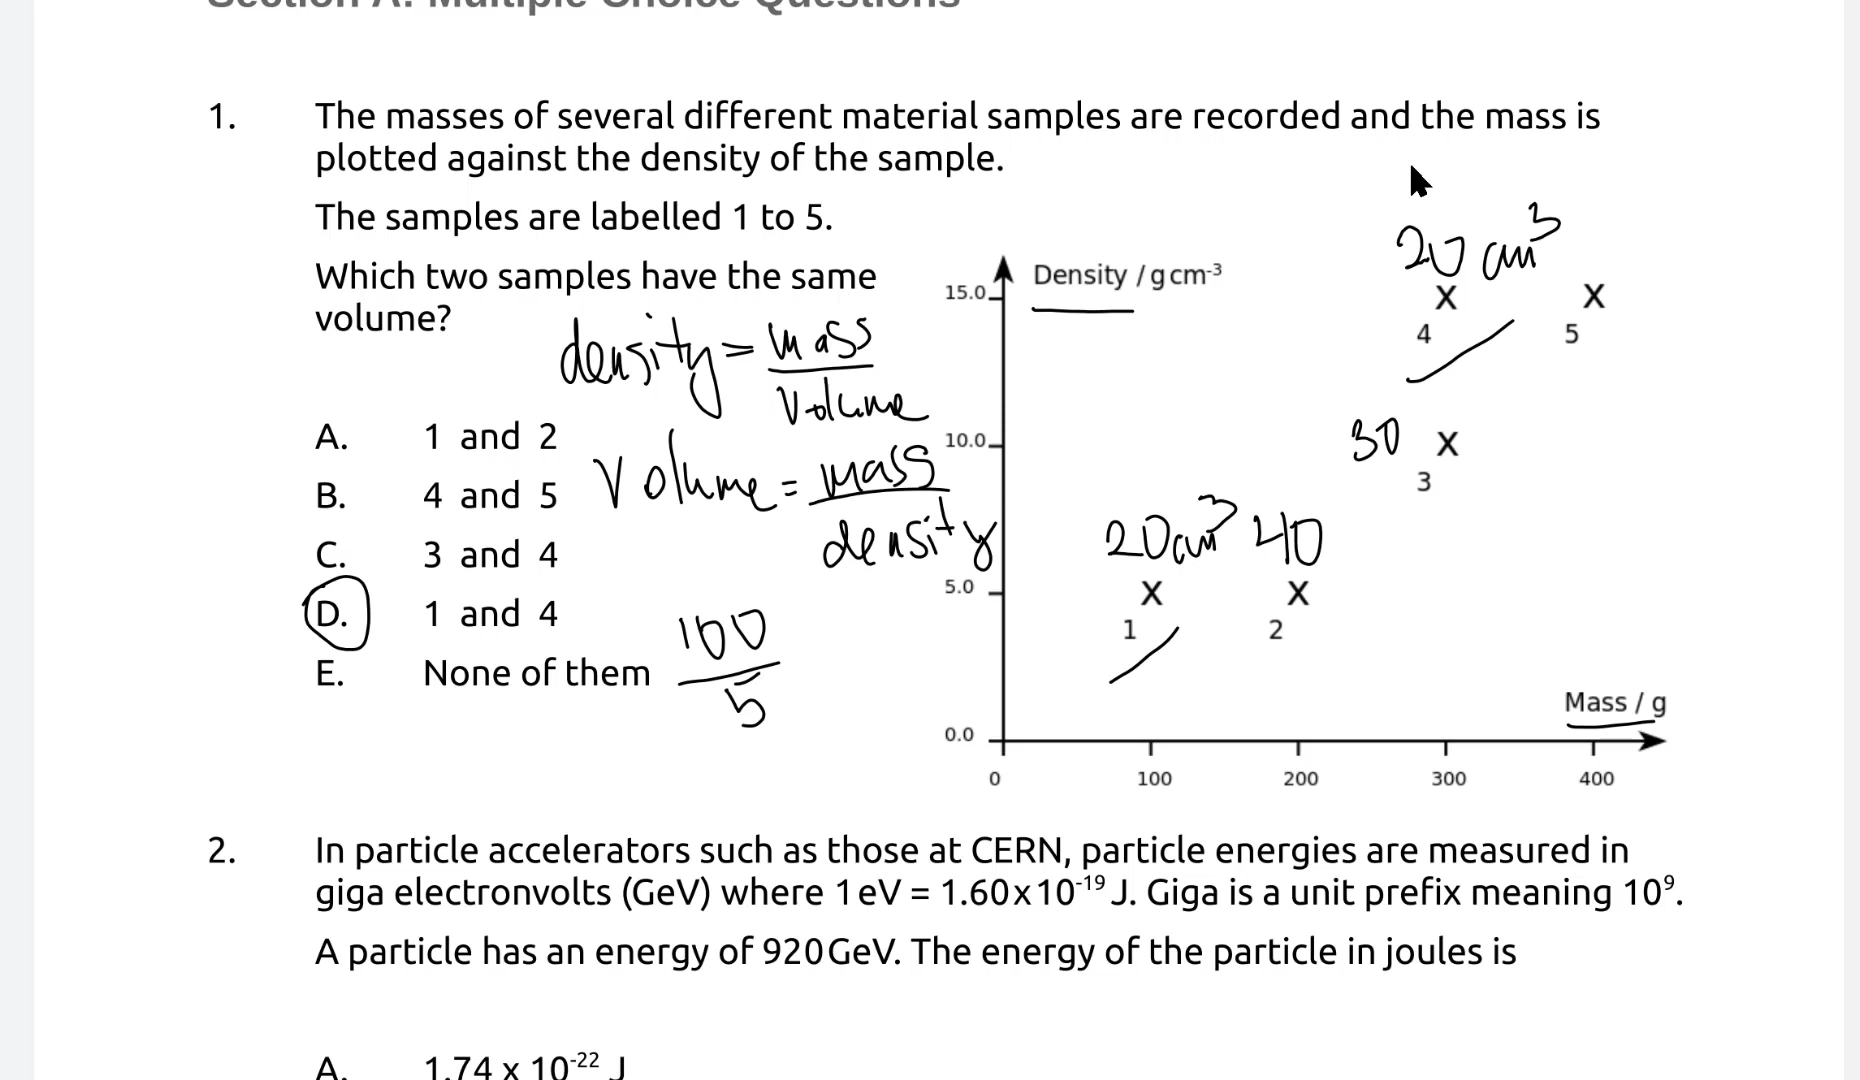 Section A: Multiple Choice Questions
1. The masses of several different material samples are recorded and the mass is
plotted against the density of the sample.
The samples are labelled 1 to 5.
Which two samples have the same
volume?
density = mass
volume
volume = mass
density
A. 1 and 2
B. 4 and 5
C. 3 and 4
D. 1 and 4
E. None of them
100
5
Density / g cm⁻³
15.0
10.0
5.0
0.0
20 cm³
X X
4 5
30 X
3
20cm³ 40
X X
1 2
Mass / g
0 100 200 300 400
2. In particle accelerators such as those at CERN, particle energies are measured in
giga electronvolts (GeV) where 1 eV = 1.60x10⁻¹⁹ J. Giga is a unit prefix meaning 10⁹.
A particle has an energy of 920 GeV. The energy of the particle in joules is
A. 1.74 x 10⁻²² J